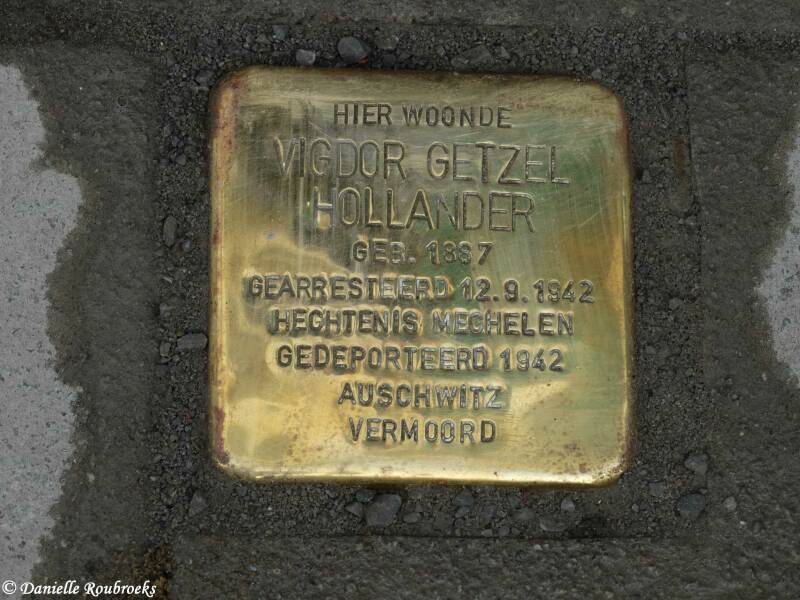 HIER WOONDE
VIGDOR GETZEL
HOLLANDER
GEB. 1887
GEARRESTEERD 12.9.1942
HECHTENIS MECHELEN
GEDEPORTEERD 1942
AUSCHWITZ
VERMOORD
© Danielle Roubroeks